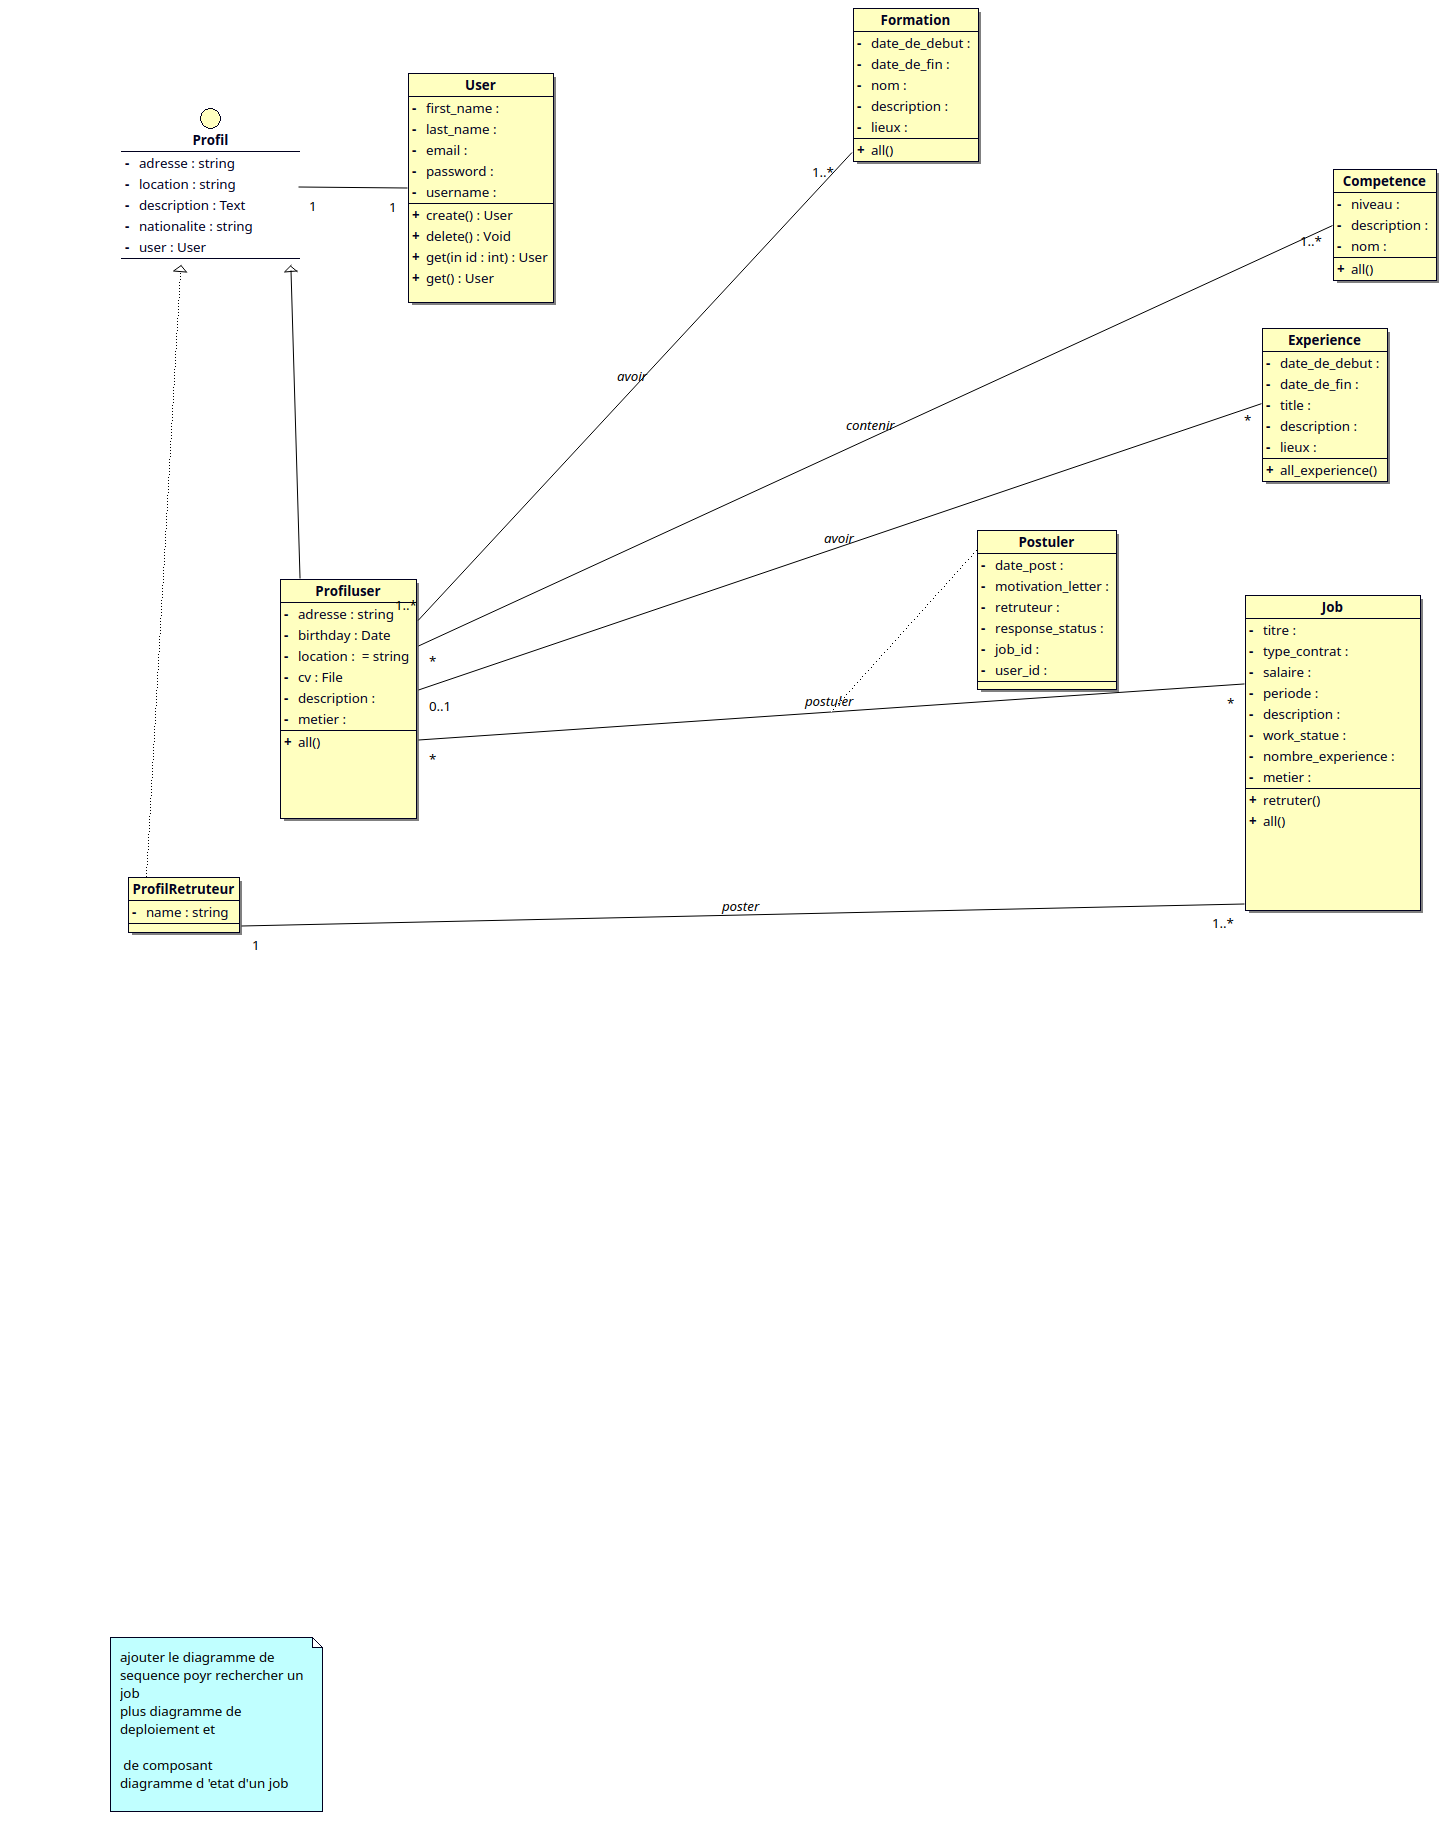 Formation
- date_de_debut :
- date_de_fin :
- nom :
- description :
- lieux :
+ all()
1..*
User
- first_name :
- last_name :
- email :
- password :
- username :
+ create() : User
+ delete() : Void
+ get(in id : int) : User
+ get() : User
Profil
- adresse : string
- location : string
- description : Text
- nationalite : string
- user : User
1
1
Competence
- niveau :
- description :
- nom :
+ all()
1..*
Experience
- date_de_debut :
- date_de_fin :
- title :
- description :
- lieux :
+ all_experience()
*
avoir
contenir
avoir
Postuler
- date_post :
- motivation_letter :
- retruteur :
- response_status :
- job_id :
- user_id :
postuler
Profiluser
- adresse : string
- birthday : Date
- location :  = string
- cv : File
- description :
- metier :
+ all()
1..*
*
0..1
*
Job
- titre :
- type_contrat :
- salaire :
- periode :
- description :
- work_statue :
- nombre_experience :
- metier :
+ retruter()
+ all()
*
1..*
ProfilRetruteur
- name : string
1
poster
ajouter le diagramme de
sequence poyr rechercher un
job
plus diagramme de
deploiement et
de composant
diagramme d 'etat d'un job